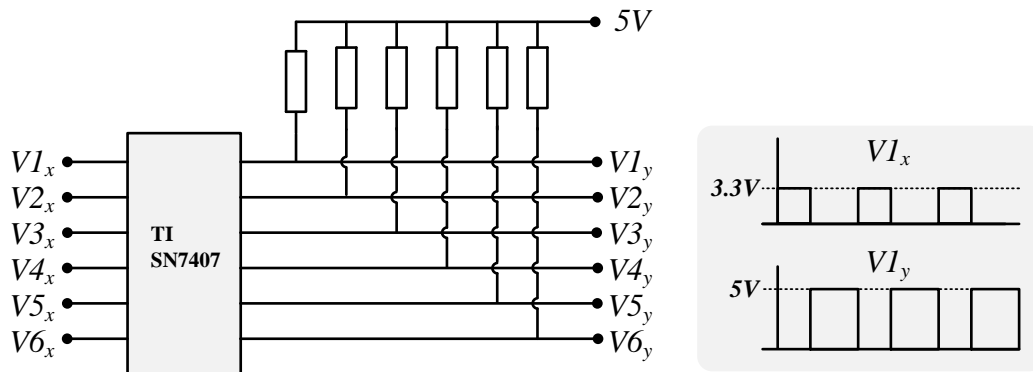 5V
V1x
V2x
V3x
V4x
V5x
V6x
TI
SN7407
V1y
V2y
V3y
V4y
V5y
V6y
V1x
3.3V
V1y
5V